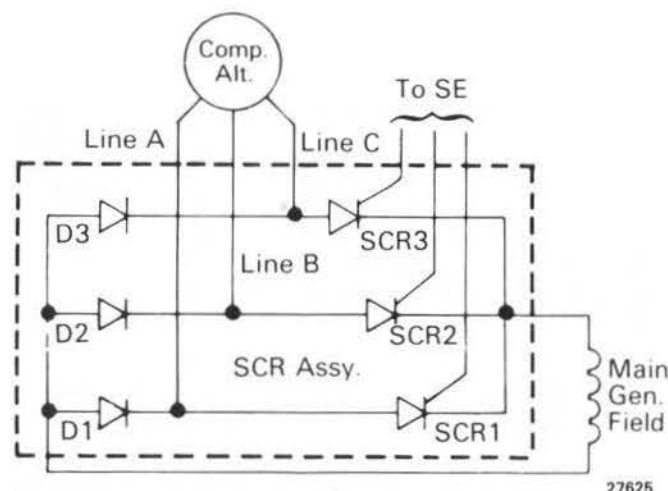 Comp.
Alt.
To SE
Line A
Line C
D3
SCR3
Line B
D2
SCR2
SCR Assy.
Main
Gen.
Field
D1
SCR1
27625